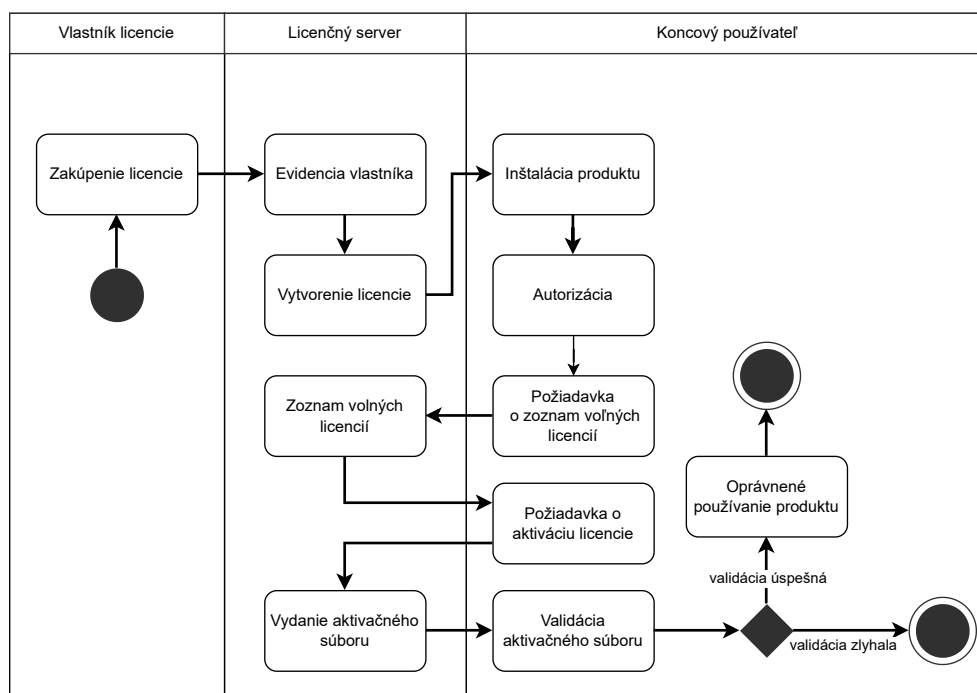 Vlastník licencie
Licenčný server
Koncový používateľ
Zakúpenie licencie
Evidencia vlastníka
Inštalácia produktu
Vytvorenie licencie
Autorizácia
Zoznam volných
licencií
Požiadavka
o zoznam voľných
licencií
Požiadavka o
aktiváciu licencie
Oprávnené
používanie produktu
validácia úspešná
Vydanie aktivačného
súboru
Validácia
aktivačného súboru
validácia zlyhala